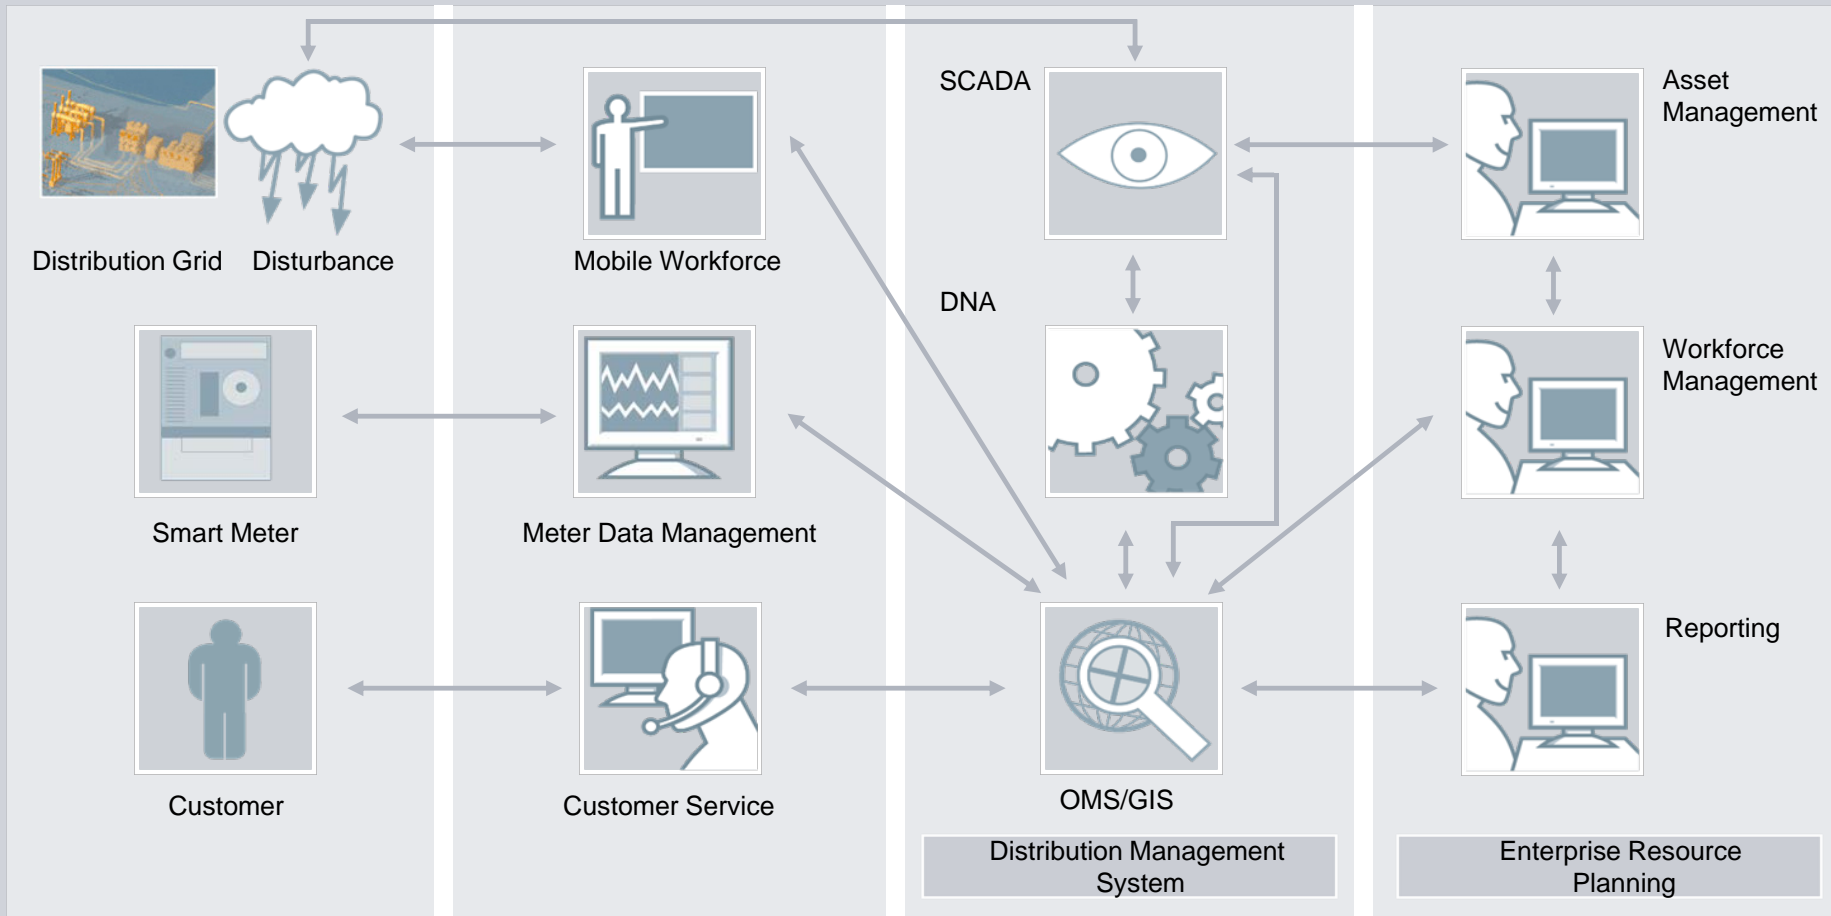 SCADA
Asset
Management
Distribution Grid
Disturbance
Mobile Workforce
DNA
Workforce
Management
Smart Meter
Meter Data Management
Reporting
Customer
Customer Service
OMS/GIS
Distribution Management
System
Enterprise Resource
Planning